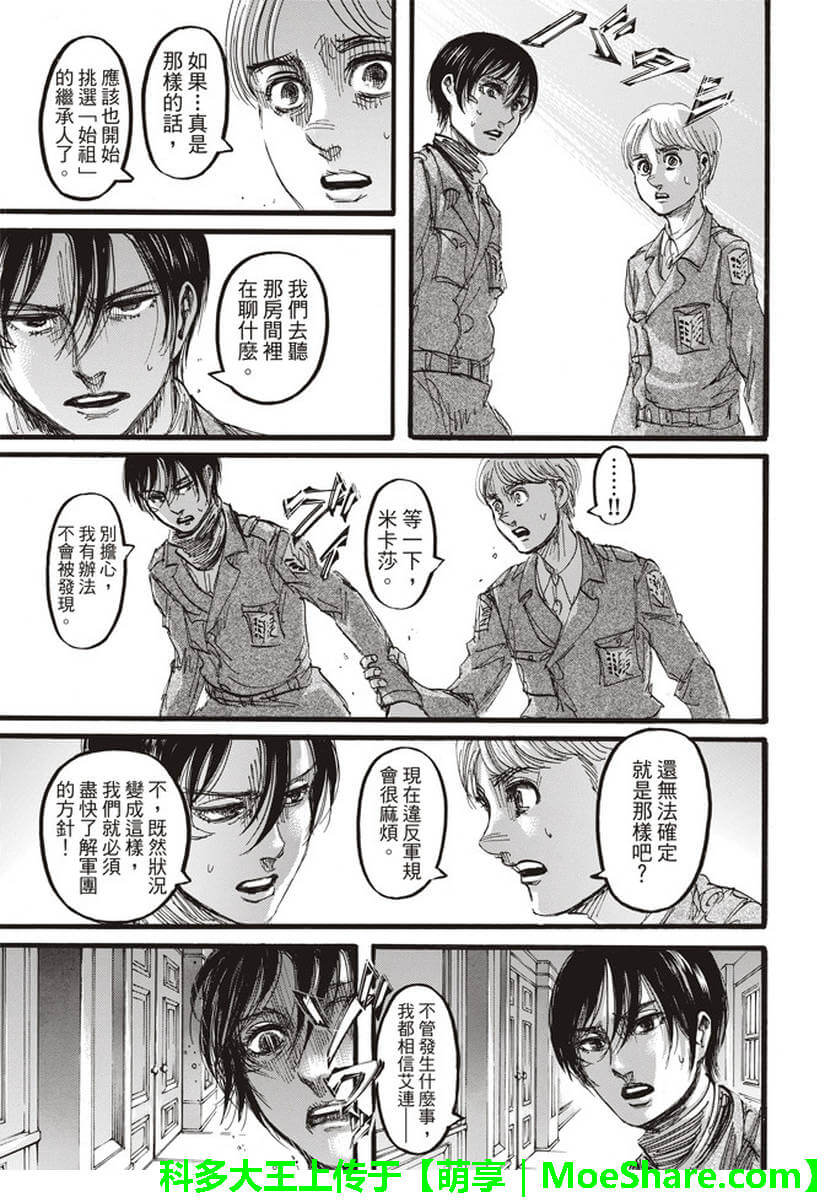 バタン
如果…真是
那樣的話，
應該也開始
挑選「始祖」
的繼承人了。
我們去聽
那房間裡
在聊什麼。
…!!
等一下，
米卡莎。
別擔心，
我有辦法
不會被發現。
還無法確定
就是那樣吧？
現在違反軍規
會很麻煩。
不，既然狀況
變成這樣，
我們就必須
盡快了解軍團
的方針！
不管發生什麼事，
我都相信艾連——
科多大王上传于【萌享｜MoeShare.com】